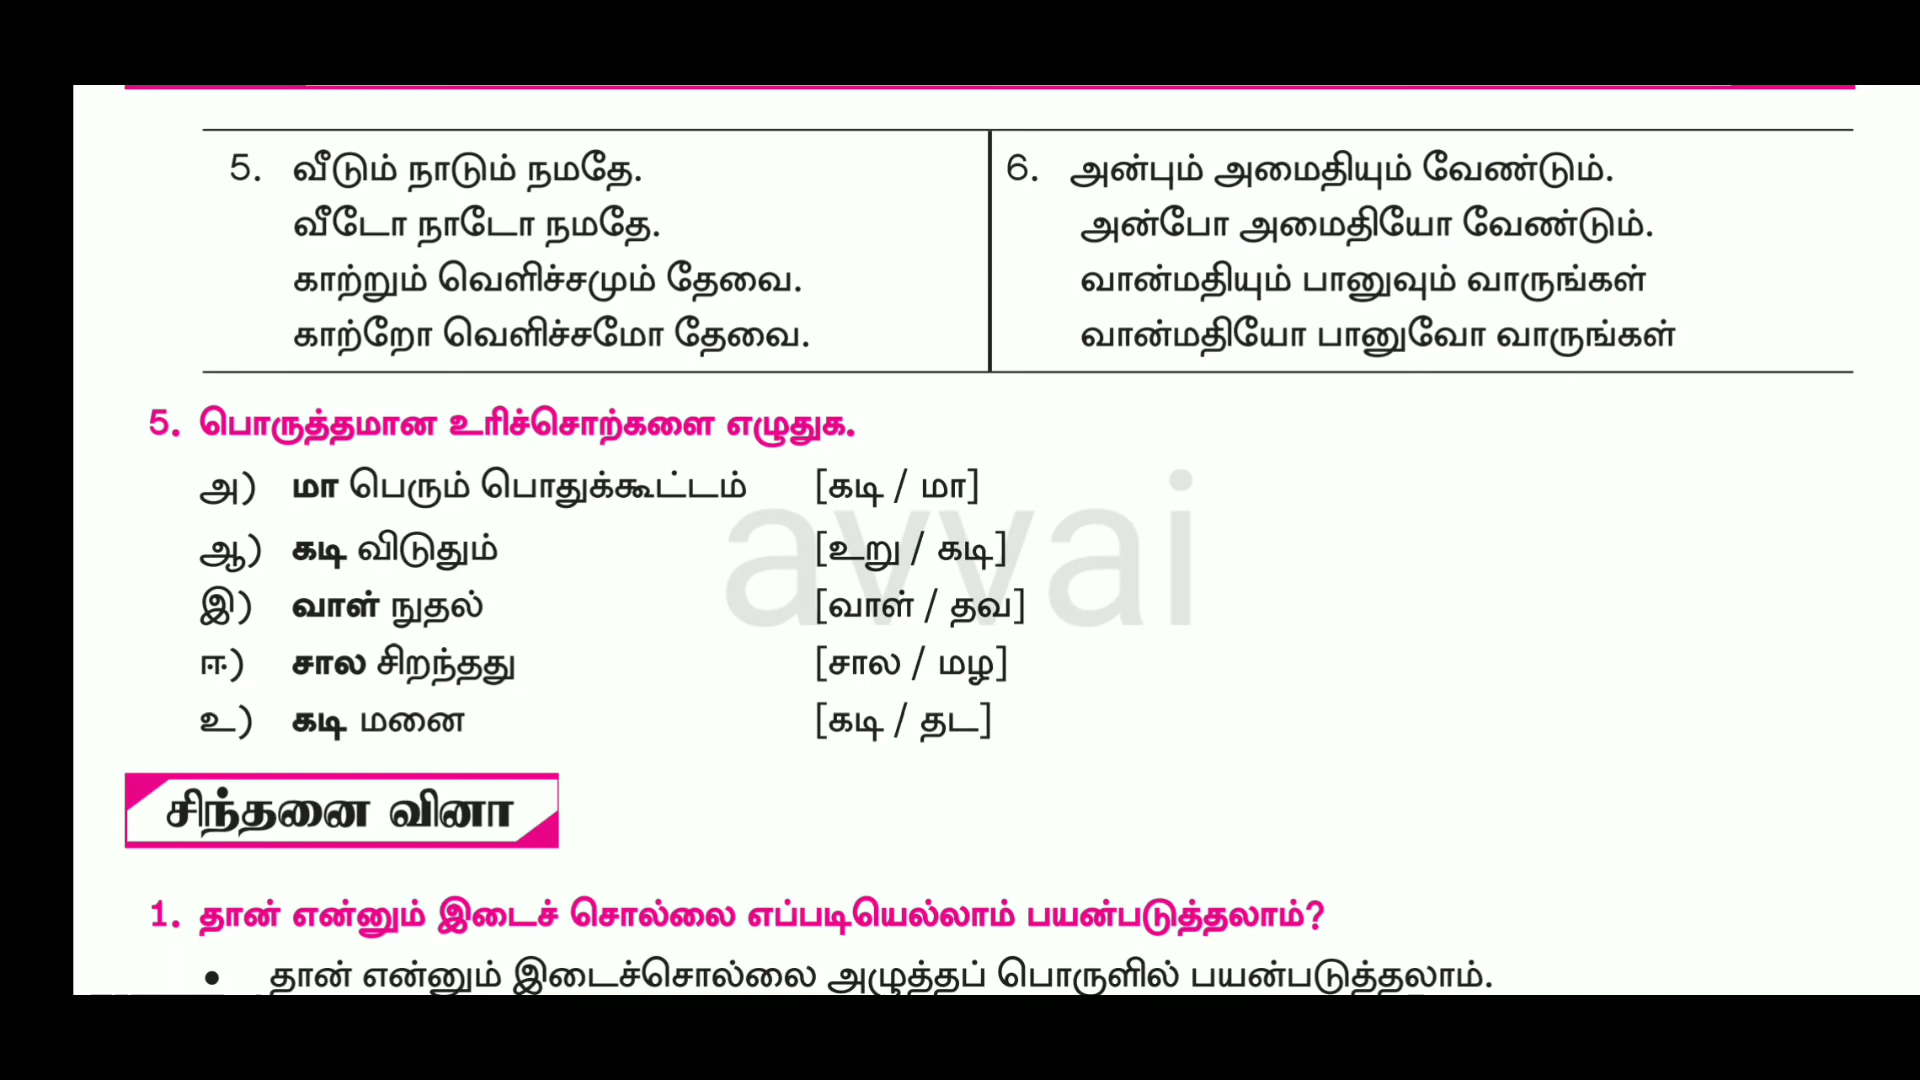 5. வீடும் நாடும் நமதே.
வீடோ நாடோ நமதே.
காற்றும் வெளிச்சமும் தேவை.
காற்றோ வெளிச்சமோ தேவை.
6. அன்பும் அமைதியும் வேண்டும்.
அன்போ அமைதியோ வேண்டும்.
வான்மதியும் பானுவும் வாருங்கள்
வான்மதியோ பானுவோ வாருங்கள்
5. பொருத்தமான உரிச்சொற்களை எழுதுக.
அ) மா பெரும் பொதுக்கூட்டம் [கடி / மா]
ஆ) கடி விடுதும் [உறு / கடி]
இ) வாள் நுதல் [வாள் / தவ]
ஈ) சால சிறந்தது [சால / மழ]
உ) கடி மனை [கடி / தட]
avvai
சிந்தனை வினா
1. தான் என்னும் இடைச் சொல்லை எப்படியெல்லாம் பயன்படுத்தலாம்?
• தான் என்னும் இடைச்சொல்லை அழுத்தப் பொருளில் பயன்படுத்தலாம்.